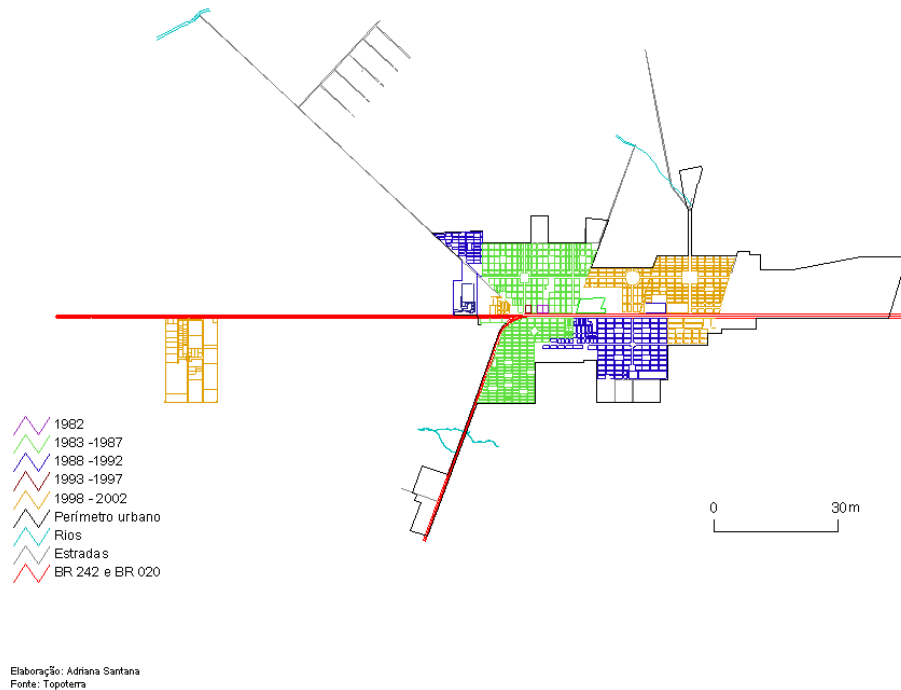 1982
1983 -1987
1988 -1992
1993 -1997
1998 - 2002
Perímetro urbano
Rios
Estradas
BR 242 e BR 020
0 30 m
Elaboração: Adriana Santana
Fonte: Topoterra